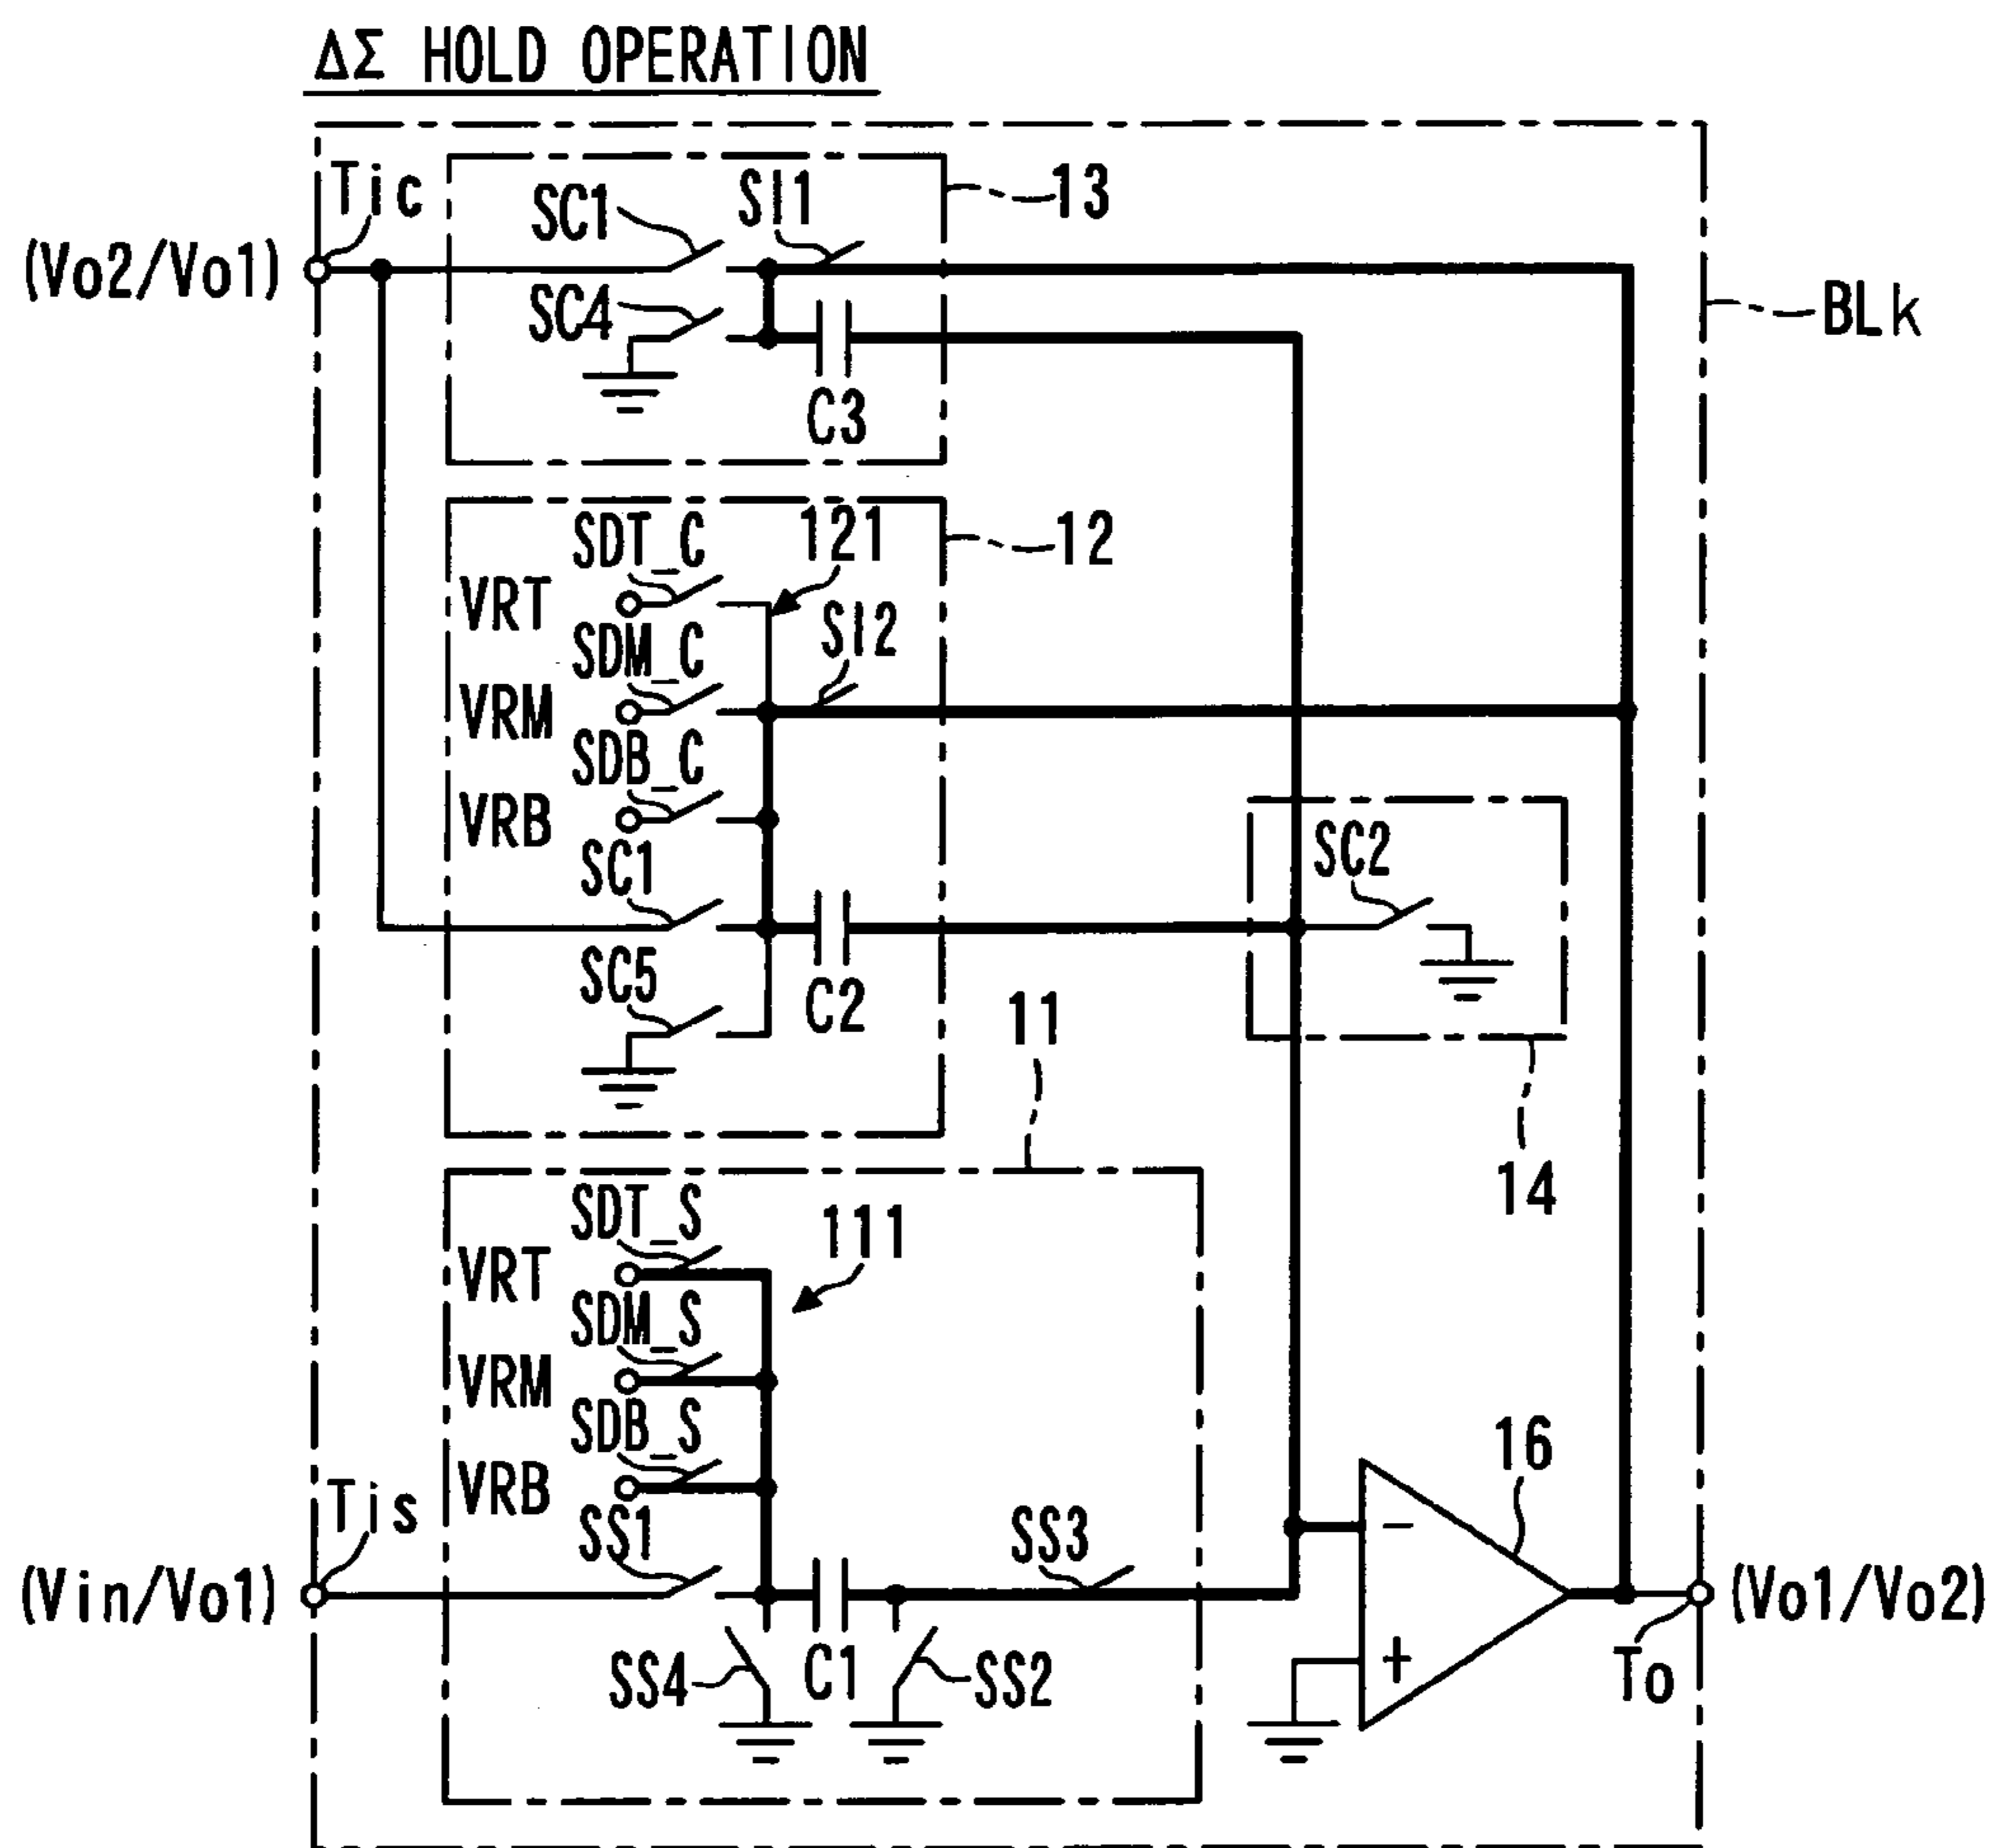 ΔΣ HOLD OPERATION
Tic
SC1
SI1
13
(Vo2/Vo1)
SC4
BLk
C3
SDT_C
121
12
VRT
SDM_C
SI2
VRM
SDB_C
VRB
SC1
SC2
SC5
C2
11
14
SDT_S
111
VRT
SDM_S
VRM
SDB_S
16
VRB
Tis
SS1
SS3
−
(Vin/Vo1)
(Vo1/Vo2)
SS4
C1
SS2
+
To